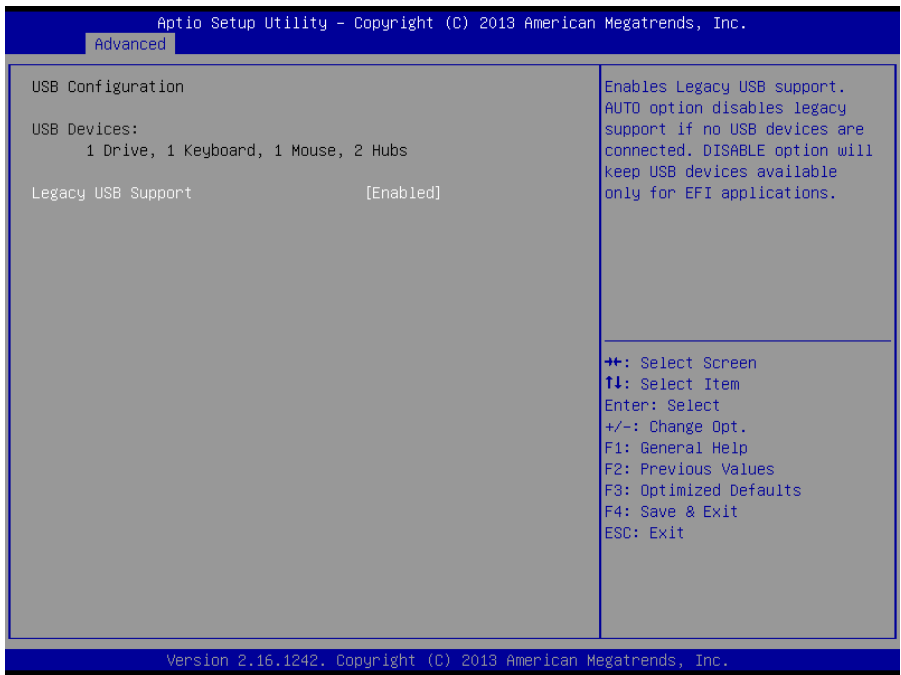 Aptio Setup Utility – Copyright (C) 2013 American Megatrends, Inc.
Advanced
USB Configuration
USB Devices:
1 Drive, 1 Keyboard, 1 Mouse, 2 Hubs
Legacy USB Support [Enabled]
Enables Legacy USB support.
AUTO option disables legacy
support if no USB devices are
connected. DISABLE option will
keep USB devices available
only for EFI applications.
→←: Select Screen
↑↓: Select Item
Enter: Select
+/-: Change Opt.
F1: General Help
F2: Previous Values
F3: Optimized Defaults
F4: Save & Exit
ESC: Exit
Version 2.16.1242. Copyright (C) 2013 American Megatrends, Inc.